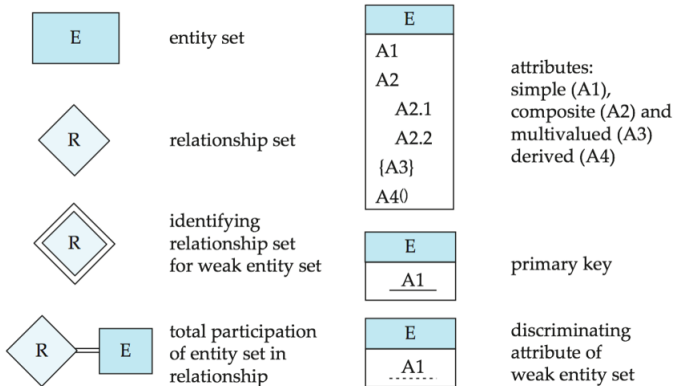 E
entity set
R
relationship set
R
identifying
relationship set
for weak entity set
R
E
total participation
of entity set in
relationship
E
A1
A2
A2.1
A2.2
{A3}
A4()
attributes:
simple (A1),
composite (A2) and
multivalued (A3)
derived (A4)
E
A1
primary key
E
A1
discriminating
attribute of
weak entity set